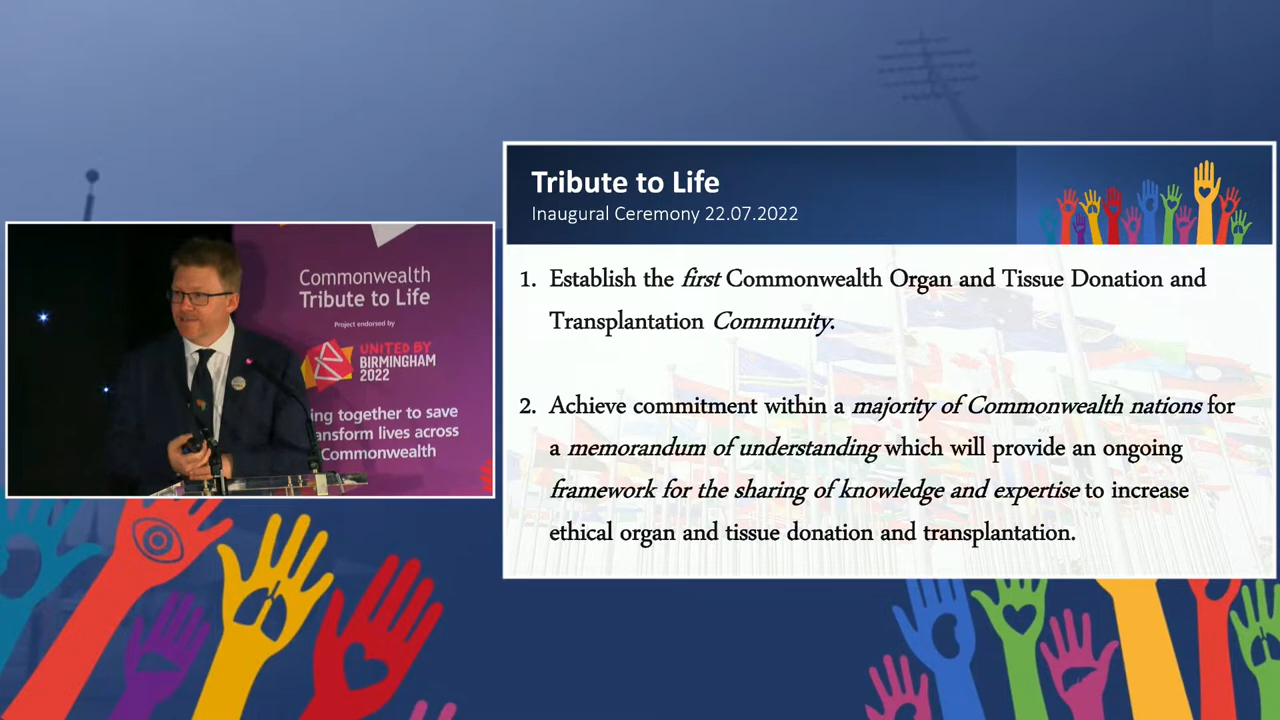 Commonwealth
Tribute to Life
Project endorsed by
UNITED BY
BIRMINGHAM
2022
ing together to save
ansform lives across
Commonwealth
Tribute to Life
Inaugural Ceremony 22.07.2022
1. Establish the first Commonwealth Organ and Tissue Donation and
Transplantation Community.
2. Achieve commitment within a majority of Commonwealth nations for
a memorandum of understanding which will provide an ongoing
framework for the sharing of knowledge and expertise to increase
ethical organ and tissue donation and transplantation.